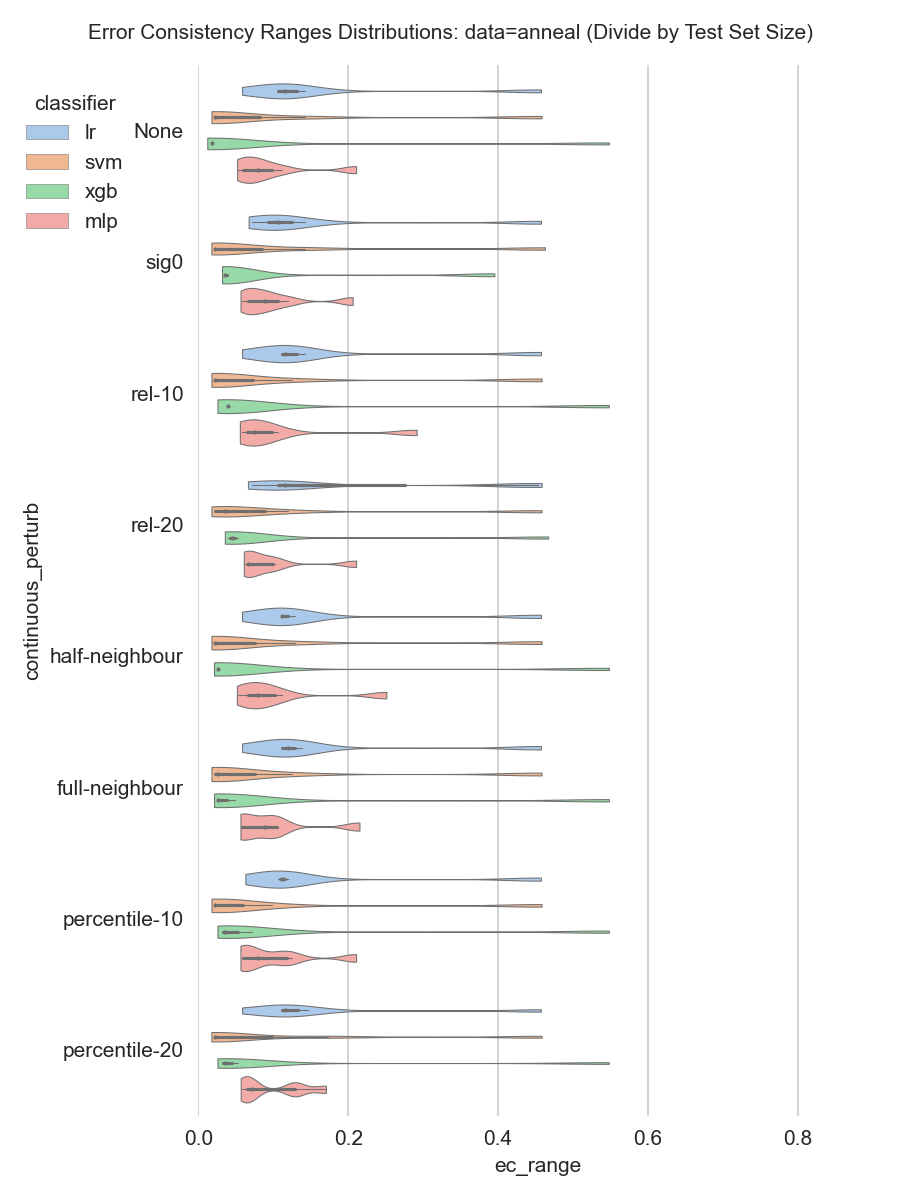 Error Consistency Ranges Distributions: data=anneal (Divide by Test Set Size)
classifier
lr
svm
xgb
mlp
None
sig0
rel-10
rel-20
half-neighbour
full-neighbour
percentile-10
percentile-20
continuous_perturb
0.0 0.2 0.4 0.6 0.8
ec_range